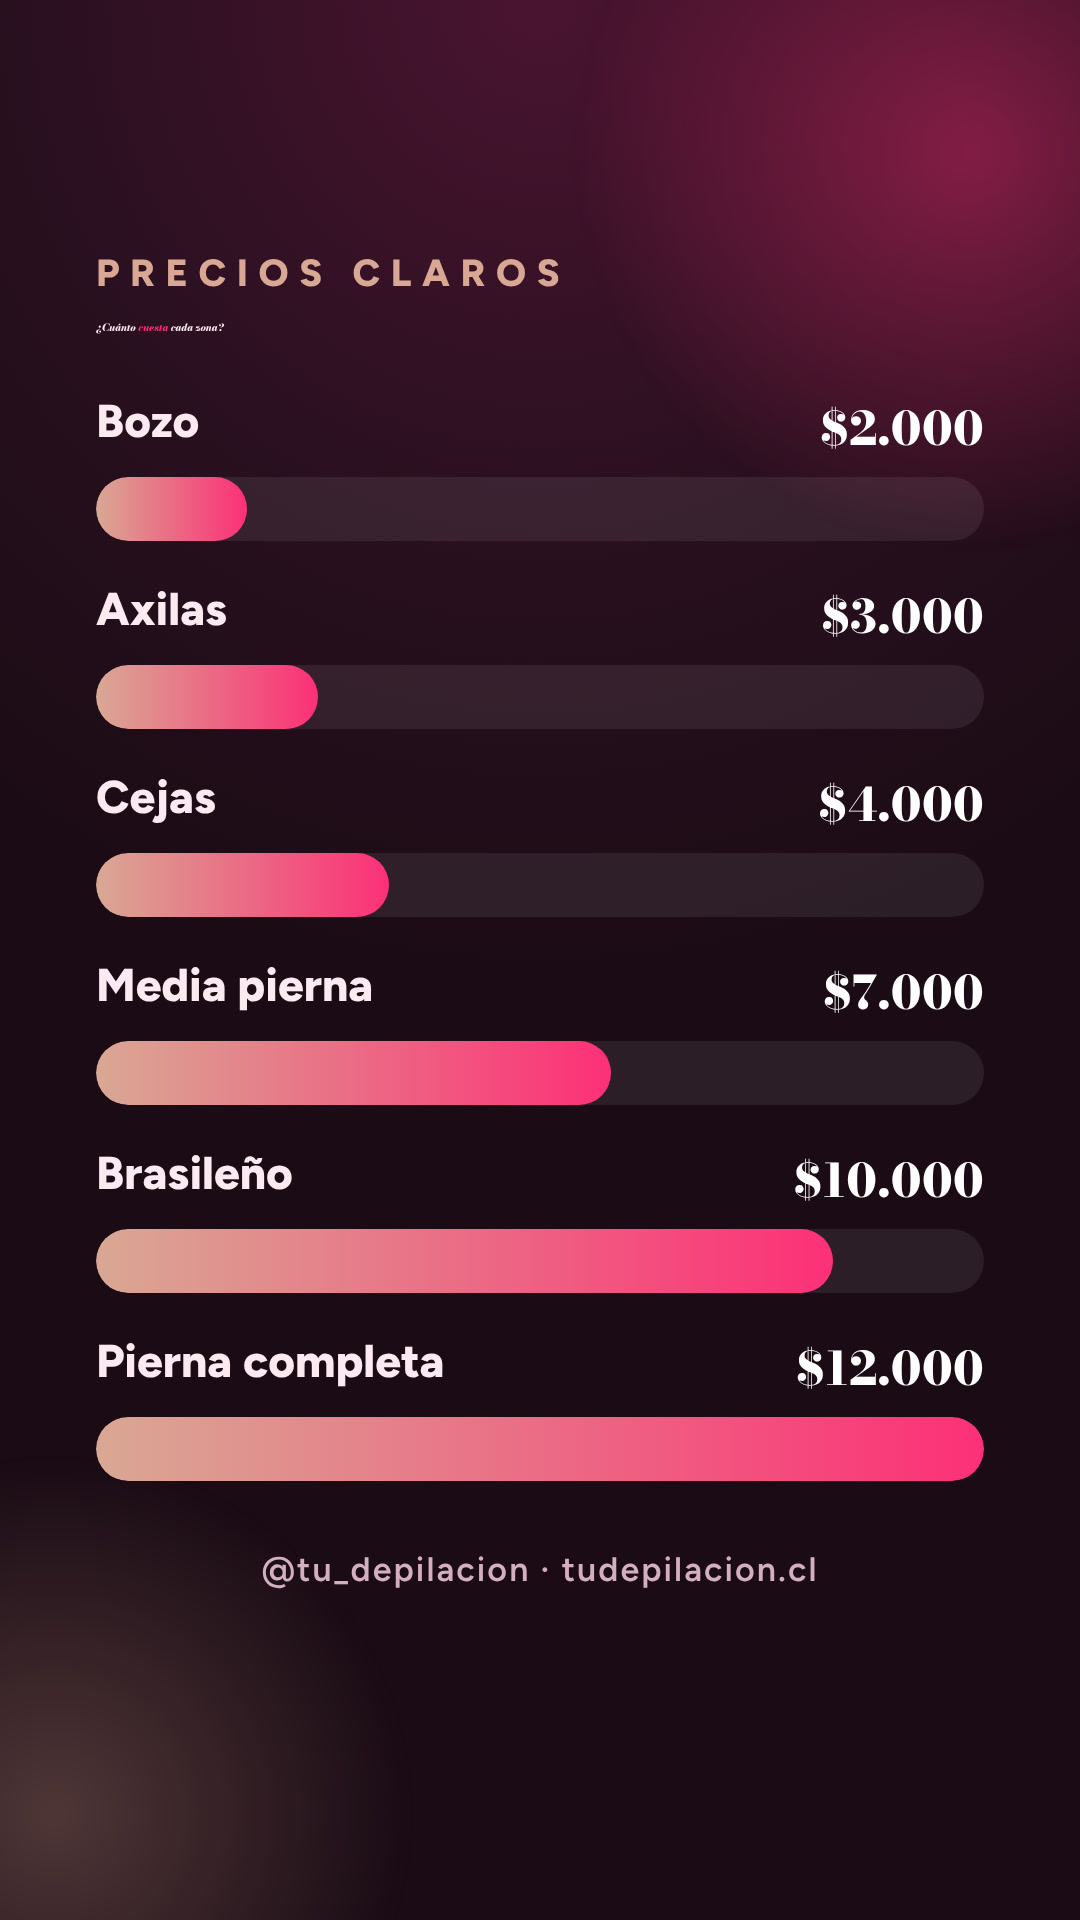 PRECIOS CLAROS
¿Cuánto cuesta cada zona?
Bozo $2.000
Axilas $3.000
Cejas $4.000
Media pierna $7.000
Brasileño $10.000
Pierna completa $12.000
@tu_depilacion · tudepilacion.cl